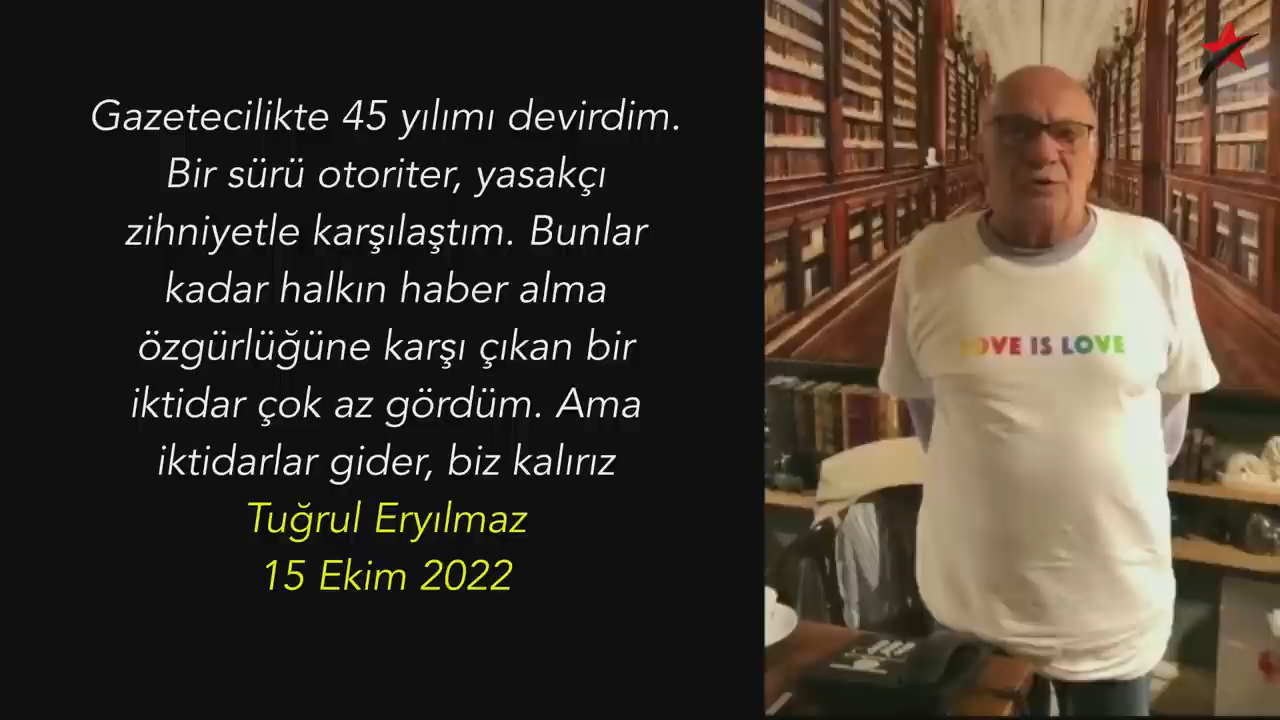 Gazetecilikte 45 yılımı devirdim.
Bir sürü otoriter, yasakçı
zihniyetle karşılaştım. Bunlar
kadar halkın haber alma
özgürlüğüne karşı çıkan bir
iktidar çok az gördüm. Ama
iktidarlar gider, biz kalırız
Tuğrul Eryılmaz
15 Ekim 2022
LOVE IS LOVE